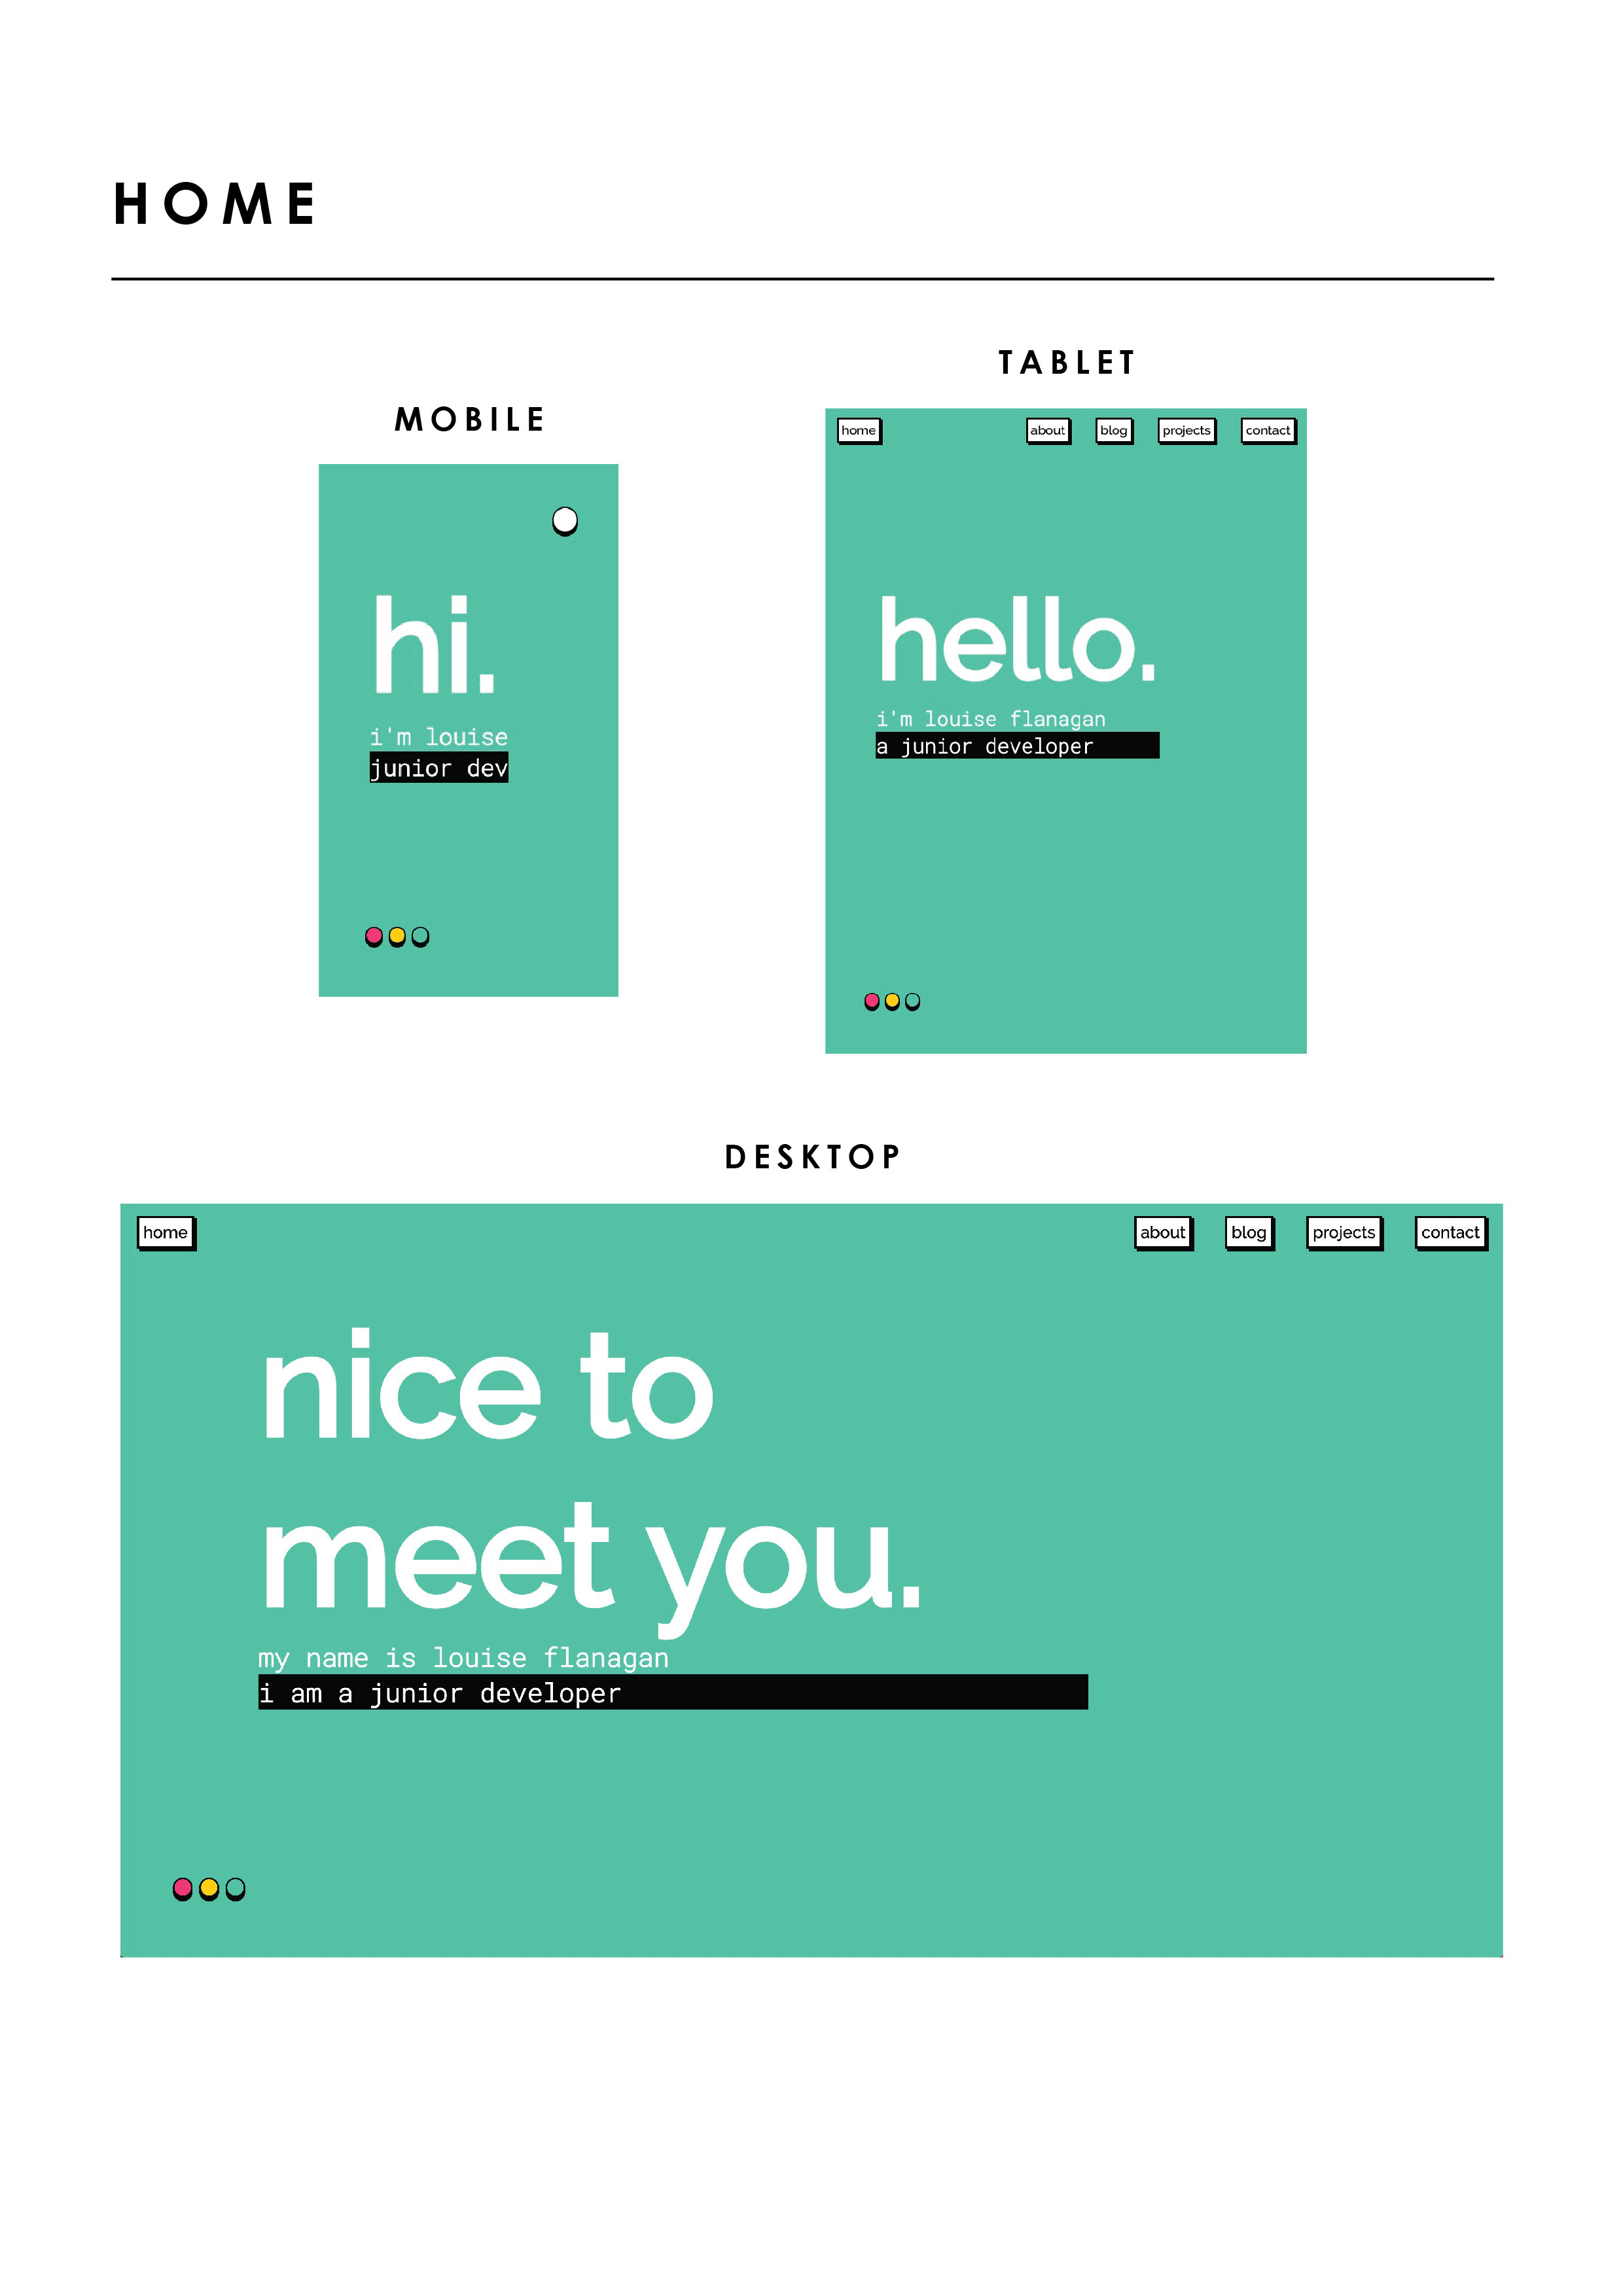 HOME
MOBILE
hi.
i'm louise
junior dev
TABLET
home about blog projects contact
hello.
i'm louise flanagan
a junior developer
DESKTOP
home about blog projects contact
nice to
meet you.
my name is louise flanagan
i am a junior developer